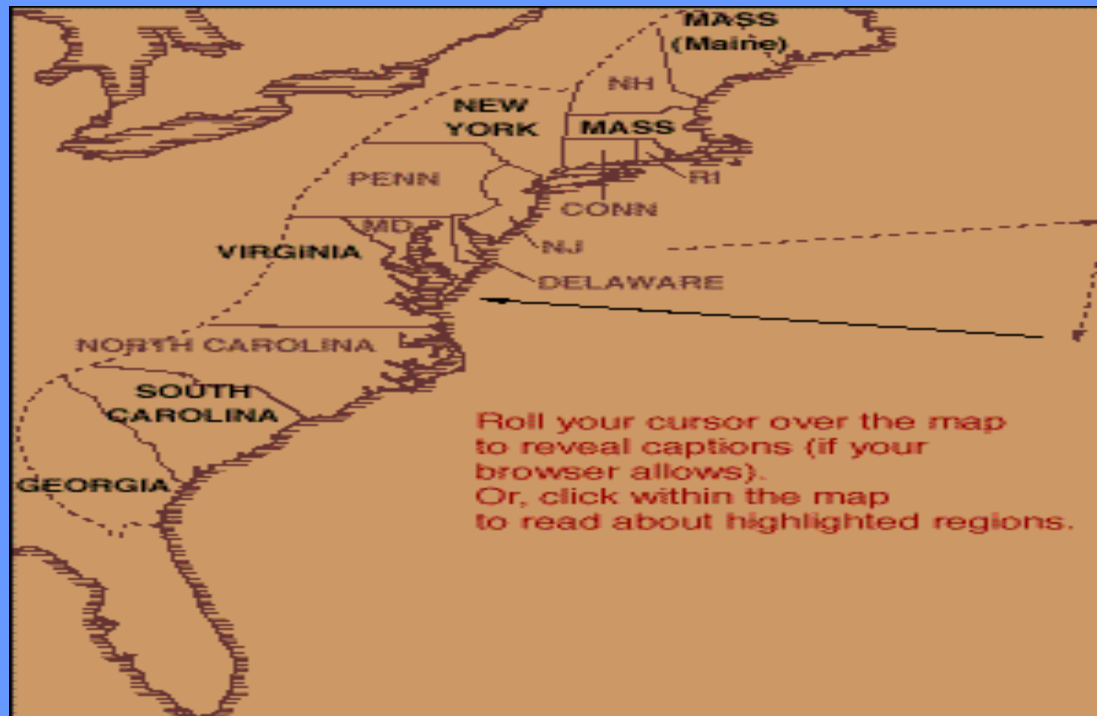 MASS
(Maine)
NH
NEW
YORK
MASS
PENN
RI
CONN
MD
NJ
VIRGINIA
DELAWARE
NORTH CAROLINA
SOUTH
CAROLINA
GEORGIA
Roll your cursor over the map
to reveal captions (if your
browser allows).
Or, click within the map
to read about highlighted regions.